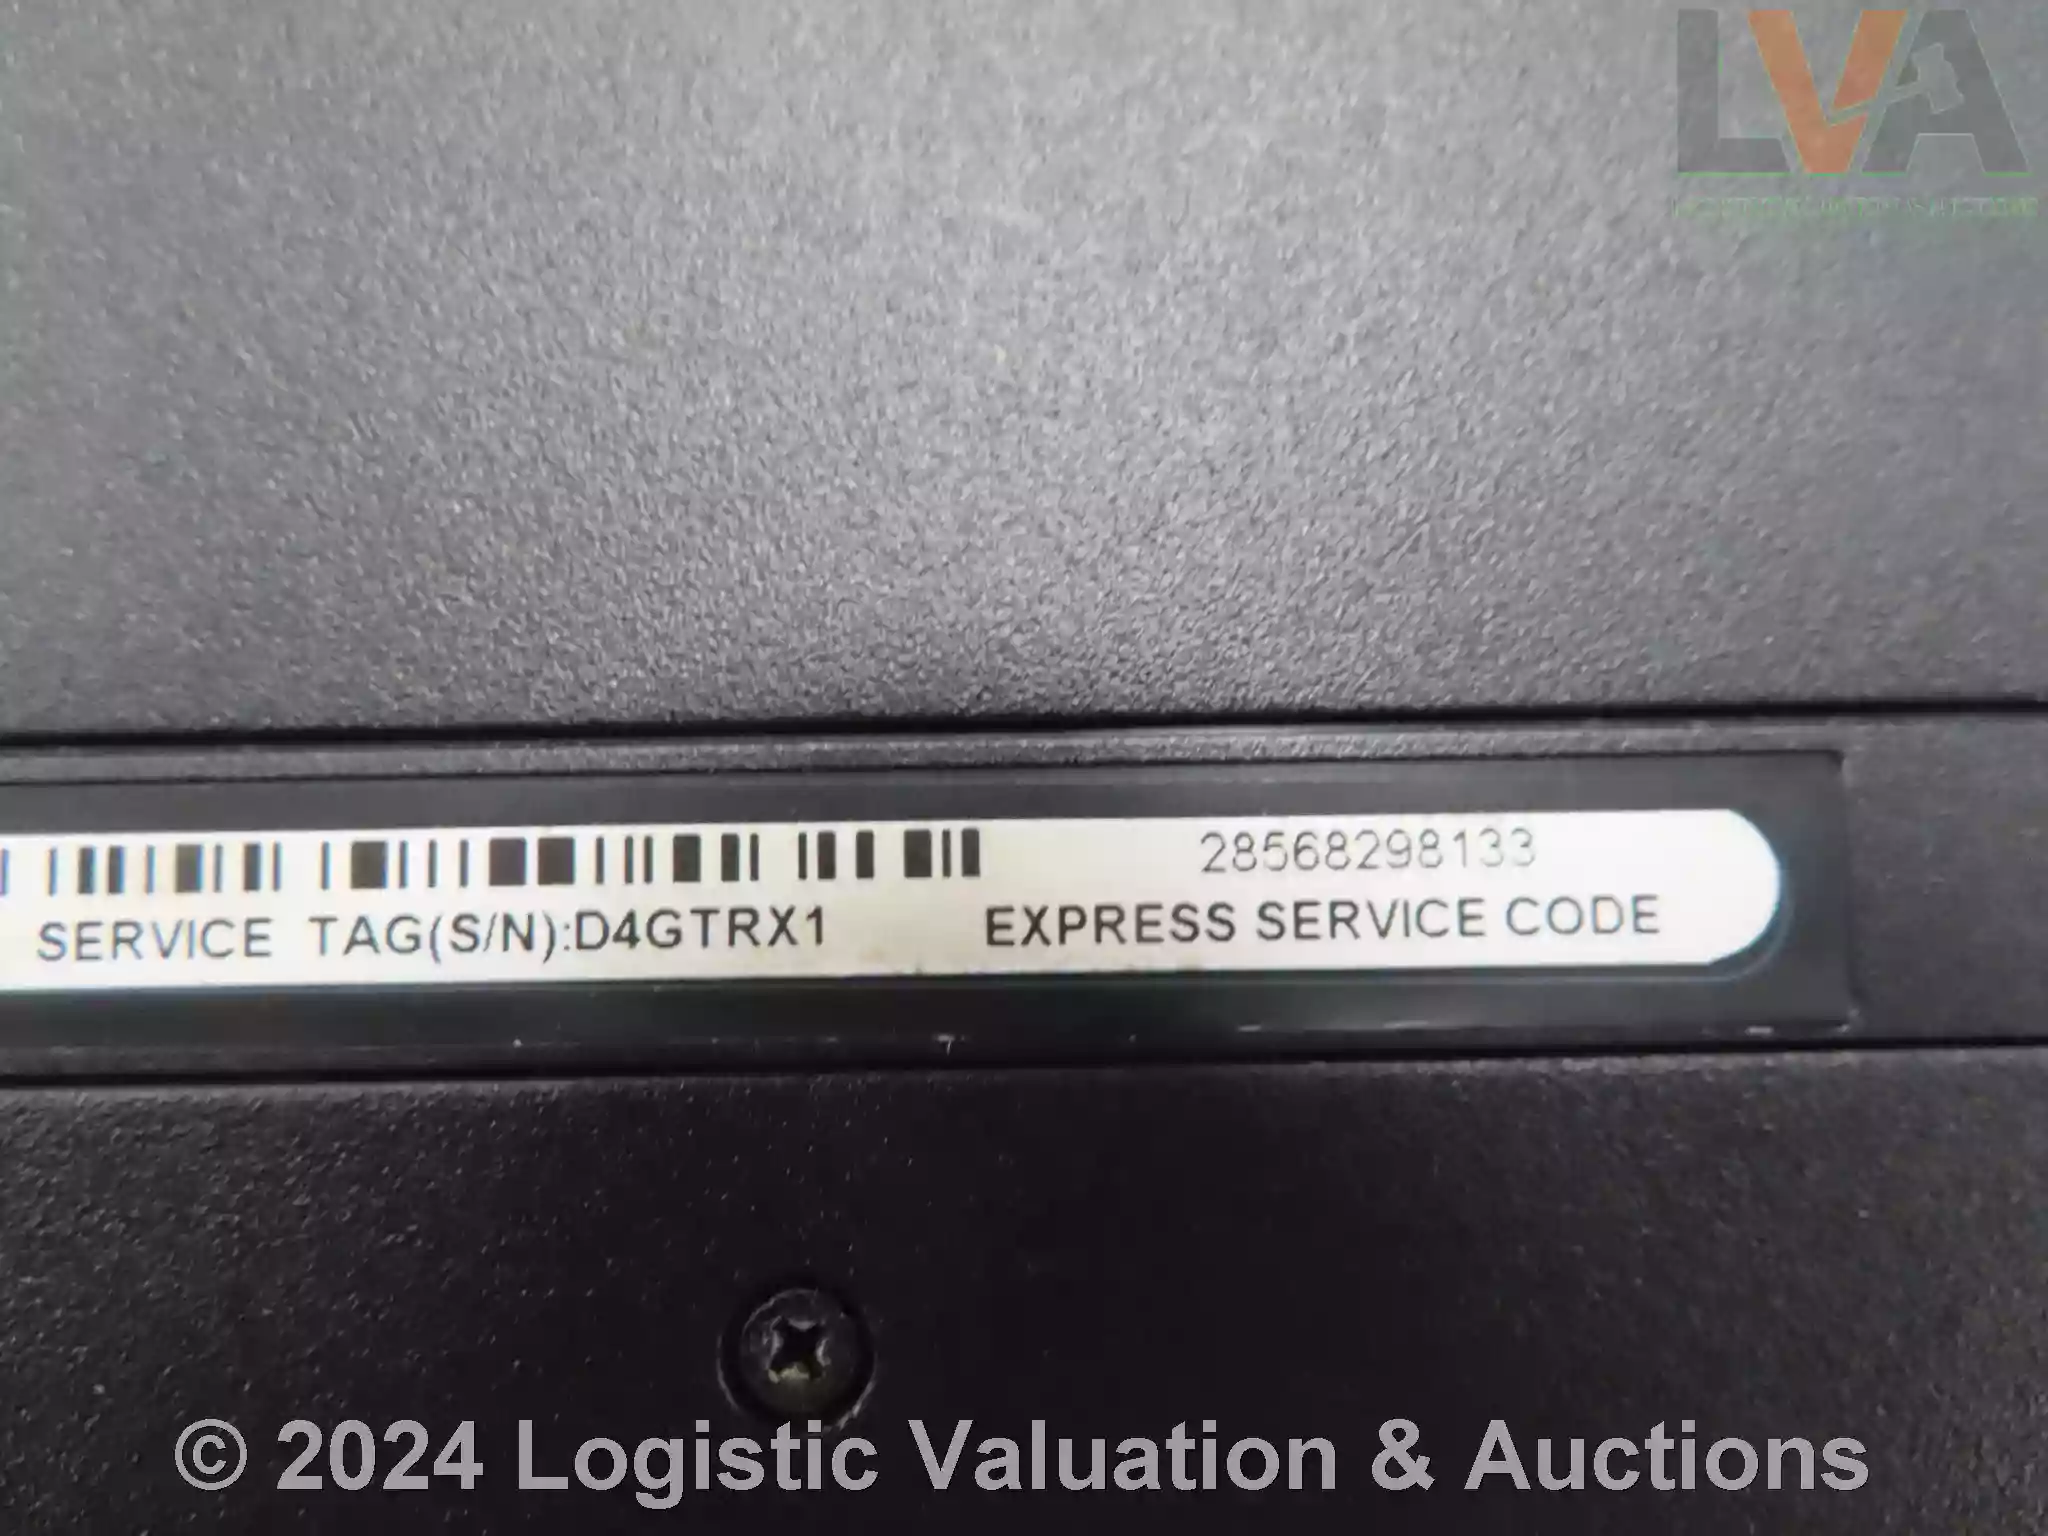 LVA
28568298133
SERVICE TAG(S/N):D4GTRX1 EXPRESS SERVICE CODE
© 2024 Logistic Valuation & Auctions